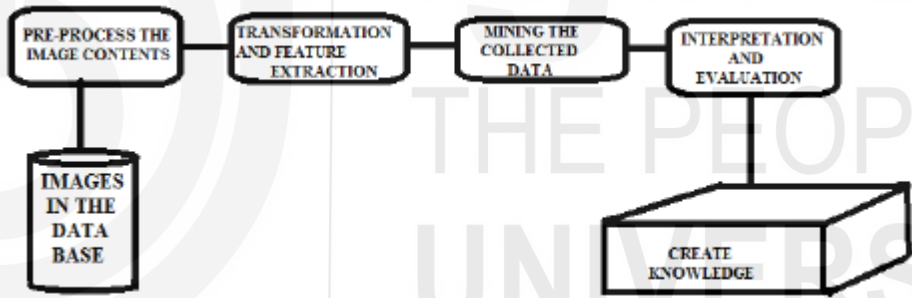 PRE-PROCESS THE
IMAGE CONTENTS
TRANSFORMATION
AND FEATURE
EXTRACTION
MINING THE
COLLECTED
DATA
INTERPRETATION
AND
EVALUATION
IMAGES
IN THE
DATA
BASE
CREATE
KNOWLEDGE
THE PEOP
UNIVERS